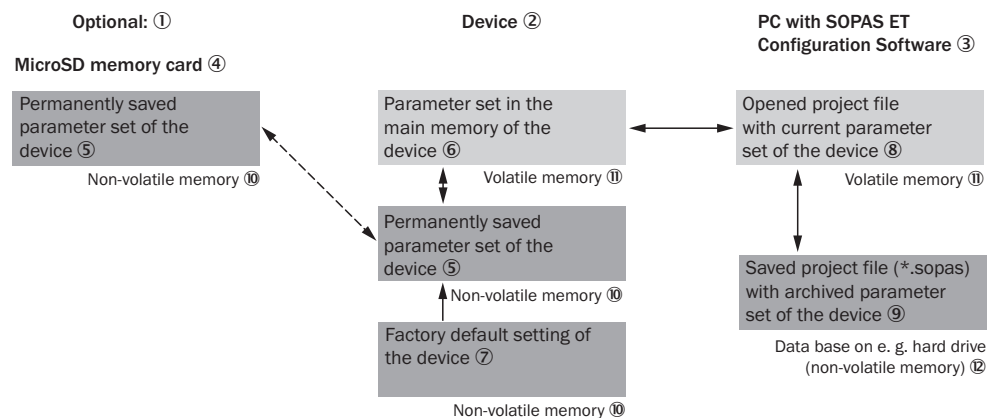 Optional: ①
MicroSD memory card ④
Permanently saved
parameter set of the
device ⑤
Non-volatile memory ⑩
Device ②
Parameter set in the
main memory of the
device ⑥
Volatile memory ⑪
Permanently saved
parameter set of the
device ⑤
Non-volatile memory ⑩
Factory default setting of
the device ⑦
Non-volatile memory ⑩
PC with SOPAS ET
Configuration Software ③
Opened project file
with current parameter
set of the device ⑧
Volatile memory ⑪
Saved project file (*.sopas)
with archived parameter
set of the device ⑨
Data base on e. g. hard drive
(non-volatile memory) ⑫